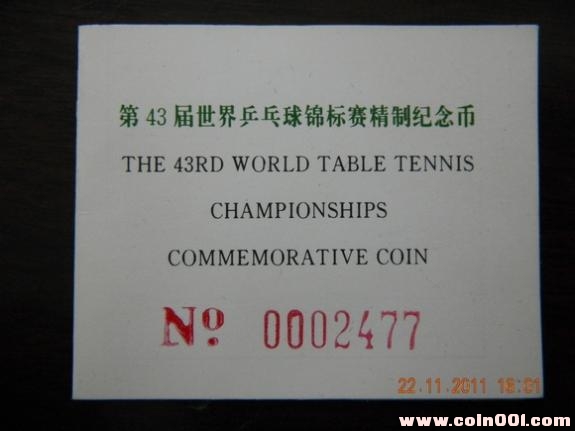 第43届世界乒乓球锦标赛精制纪念币
THE 43RD WORLD TABLE TENNIS
CHAMPIONSHIPS
COMMEMORATIVE COIN
Nº 0002477
22.11.2011 18:01
www.coin001.com